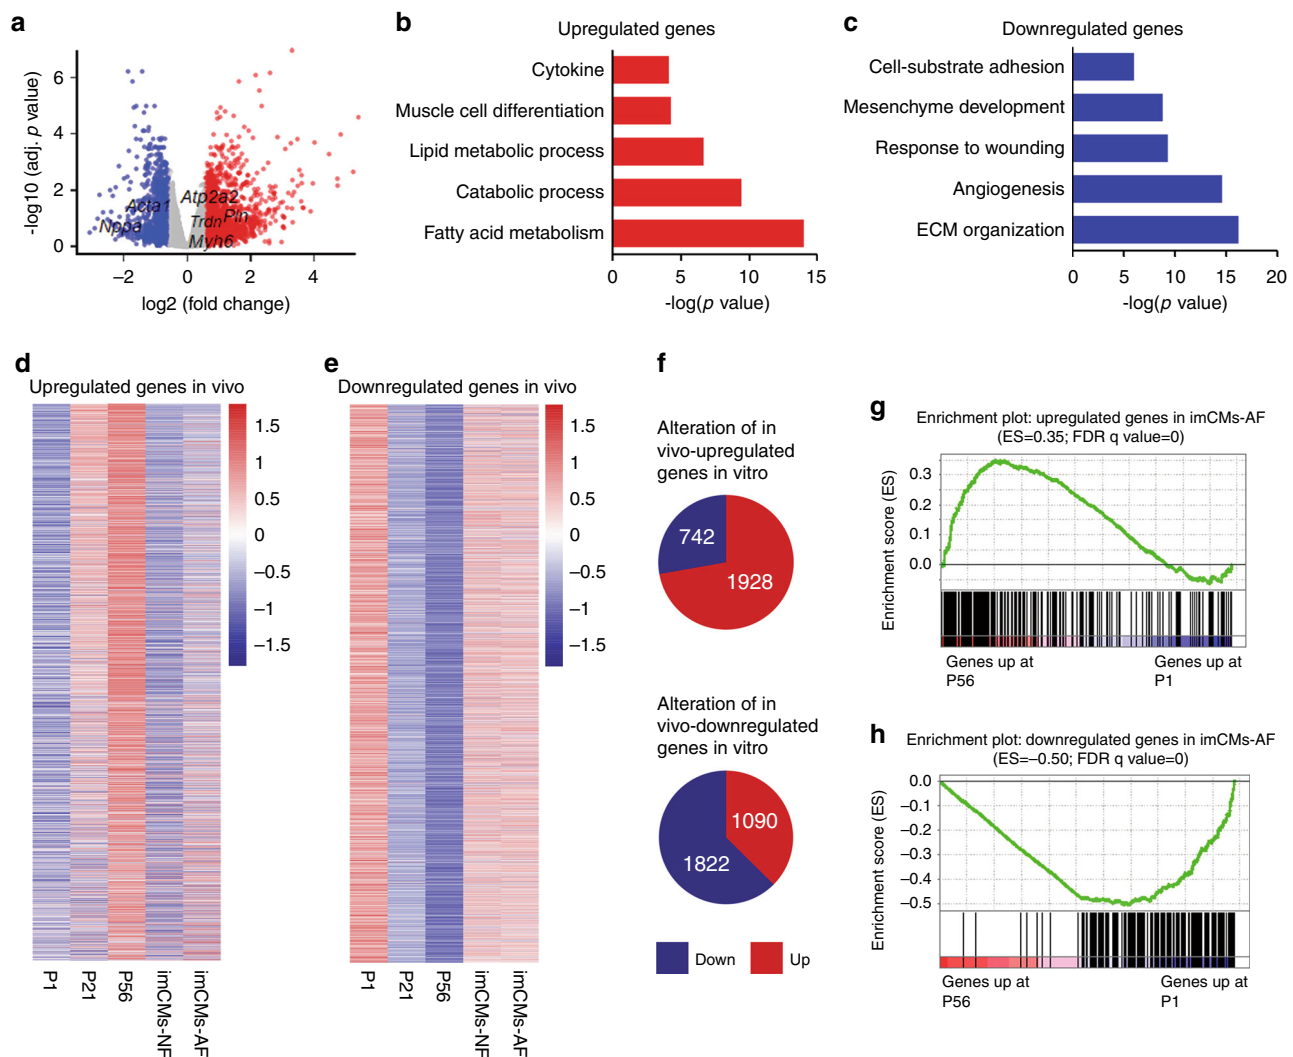 a
-log10 (adj. p value)
6
4
2
0
Acta1
Nppa
Atp2a2
Trdn
Pln
Myh6
−2
0
2
4
log2 (fold change)
b
Upregulated genes
Cytokine
Muscle cell differentiation
Lipid metabolic process
Catabolic process
Fatty acid metabolism
0
5
10
15
-log(p value)
c
Downregulated genes
Cell-substrate adhesion
Mesenchyme development
Response to wounding
Angiogenesis
ECM organization
0
5
10
15
20
-log(p value)
d
Upregulated genes in vivo
1.5
1
0.5
0
−0.5
−1
−1.5
P1
P21
P56
imCMs-NF
imCMs-AF
e
Downregulated genes in vivo
1.5
1
0.5
0
−0.5
−1
−1.5
P1
P21
P56
imCMs-NF
imCMs-AF
f
Alteration of in
vivo-upregulated
genes in vitro
742
1928
Alteration of in
vivo-downregulated
genes in vitro
1090
1822
Down
Up
g
Enrichment plot: upregulated genes in imCMs-AF
(ES=0.35; FDR q value=0)
Enrichment score (ES)
0.3
0.2
0.1
0.0
Genes up at
P56
Genes up at
P1
h
Enrichment plot: downregulated genes in imCMs-AF
(ES=−0.50; FDR q value=0)
Enrichment score (ES)
0.0
−0.1
−0.2
−0.3
−0.4
−0.5
Genes up at
P56
Genes up at
P1